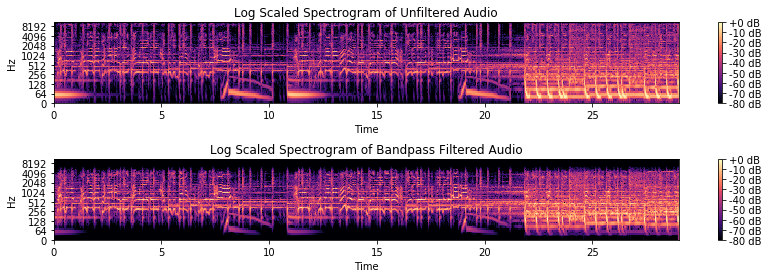 Log Scaled Spectrogram of Unfiltered Audio
Hz
8192
4096
2048
1024
512
256
128
64
0
0 5 10 15 20 25
Time
+0 dB
-10 dB
-20 dB
-30 dB
-40 dB
-50 dB
-60 dB
-70 dB
-80 dB
Log Scaled Spectrogram of Bandpass Filtered Audio
Hz
8192
4096
2048
1024
512
256
128
64
0
0 5 10 15 20 25
Time
+0 dB
-10 dB
-20 dB
-30 dB
-40 dB
-50 dB
-60 dB
-70 dB
-80 dB